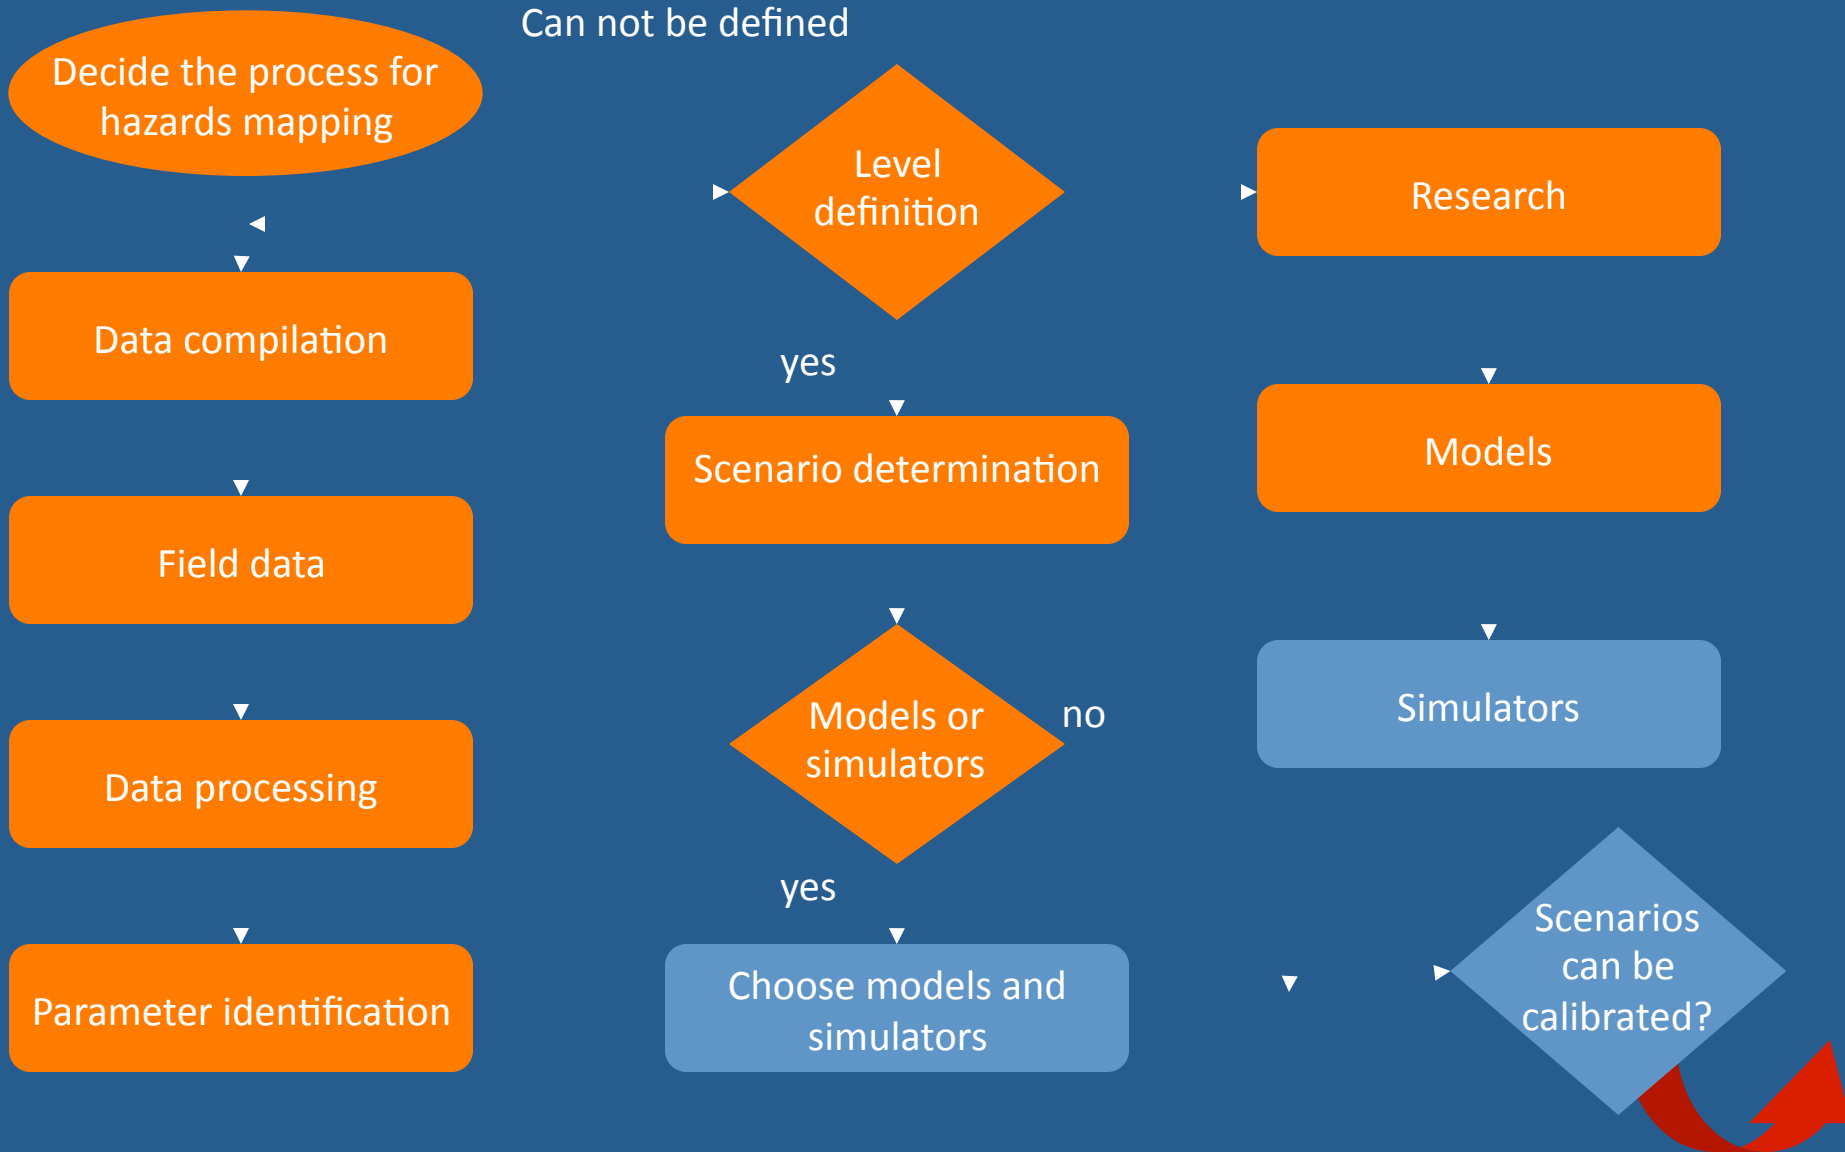 Can not be defined
Decide the process for
hazards mapping
Data compilation
Field data
Data processing
Parameter identification
Level
definition
yes
Scenario determination
Models or
simulators
no
yes
Choose models and
simulators
Research
Models
Simulators
Scenarios
can be
calibrated?